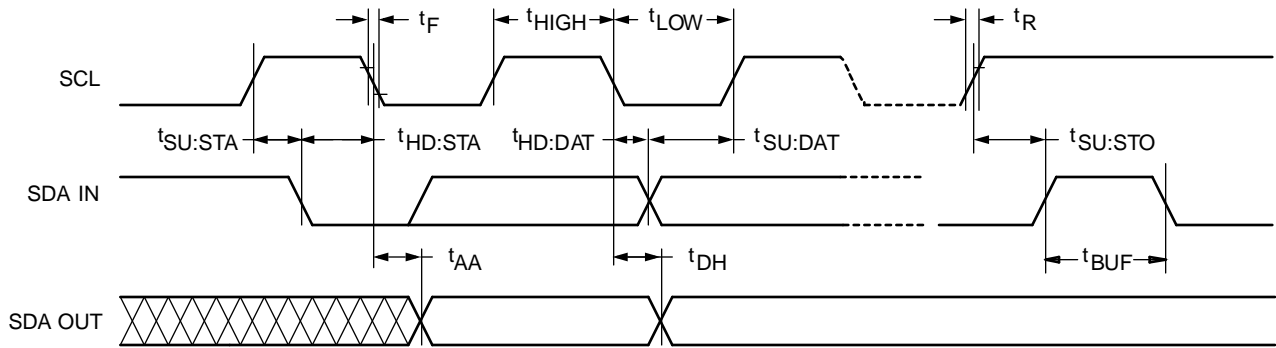 tF
tHIGH
tLOW
tR
SCL
tSU:STA
tHD:STA
tHD:DAT
tSU:DAT
tSU:STO
SDA IN
tAA
tDH
tBUF
SDA OUT